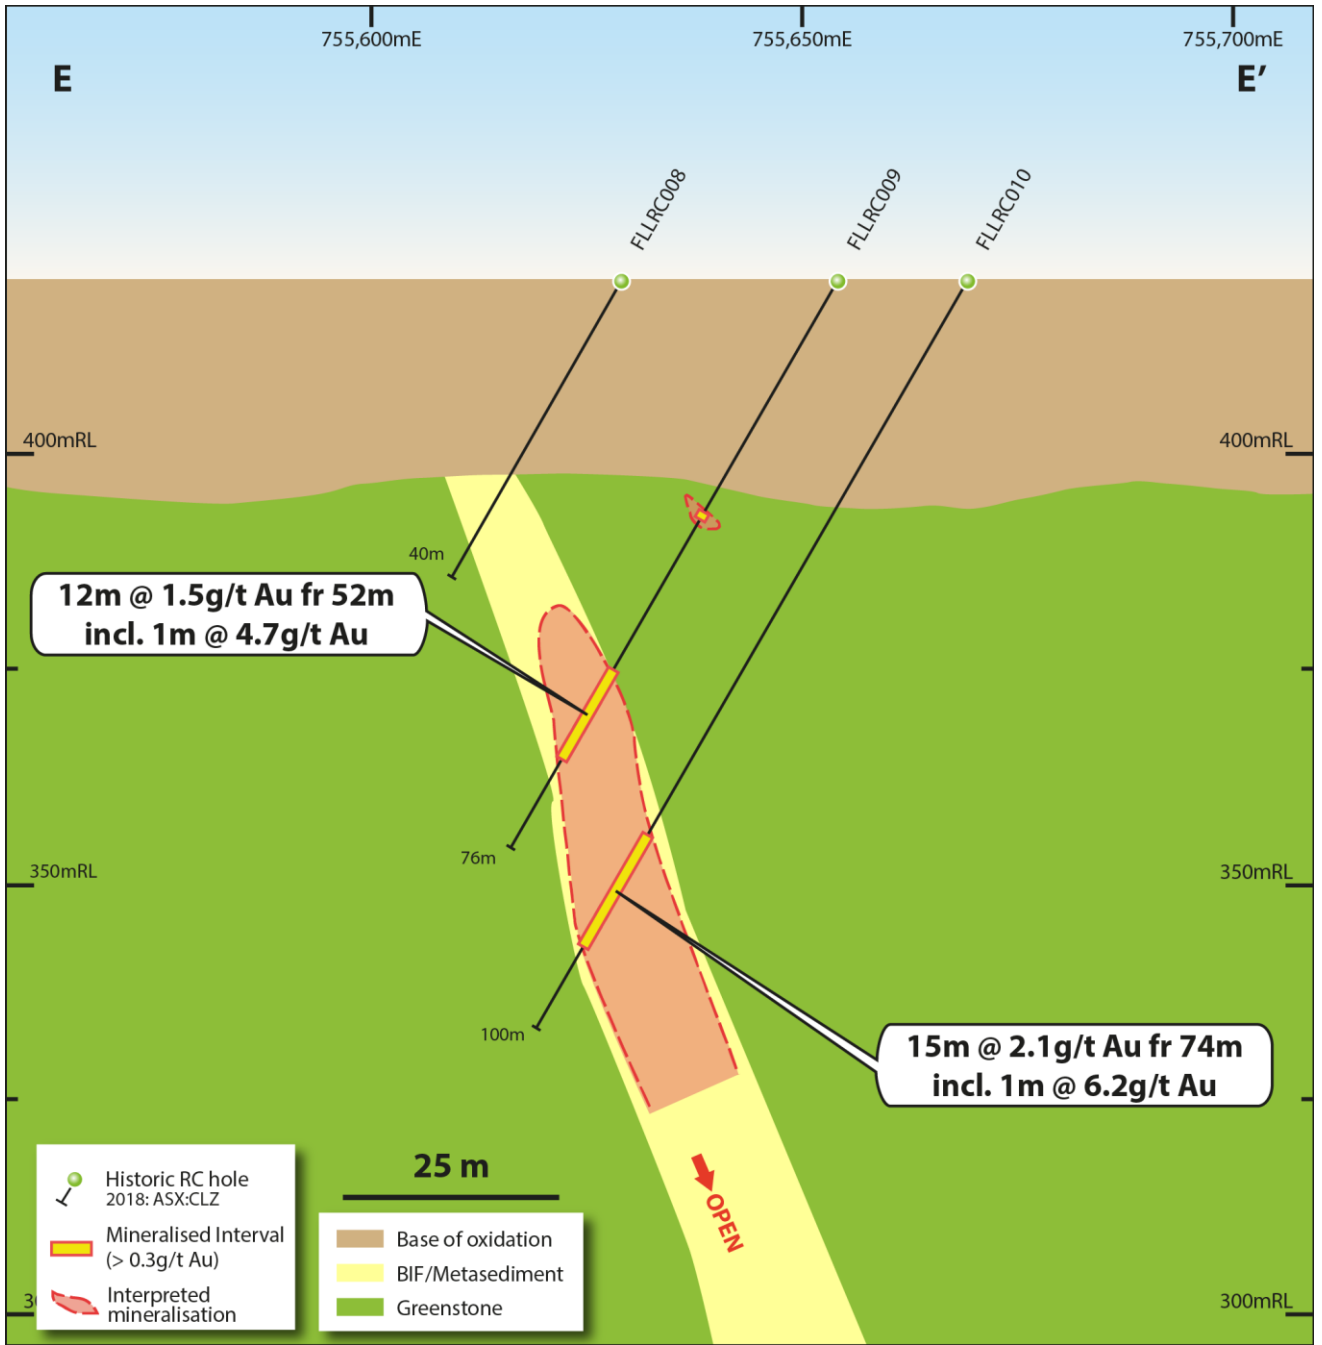 755,600mE
755,650mE
755,700mE
E
E’
FLLRC008
FLLRC009
FLLRC010
400mRL
400mRL
40m
12m @ 1.5g/t Au fr 52m
incl. 1m @ 4.7g/t Au
76m
350mRL
350mRL
100m
15m @ 2.1g/t Au fr 74m
incl. 1m @ 6.2g/t Au
OPEN
25 m
Historic RC hole
2018: ASX:CLZ
Mineralised Interval
(> 0.3g/t Au)
Interpreted
mineralisation
Base of oxidation
BIF/Metasediment
Greenstone
300mRL